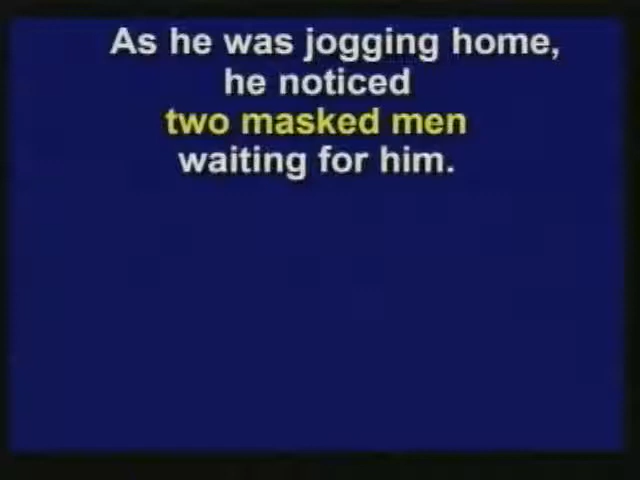 As he was jogging home,
he noticed
two masked men
waiting for him.